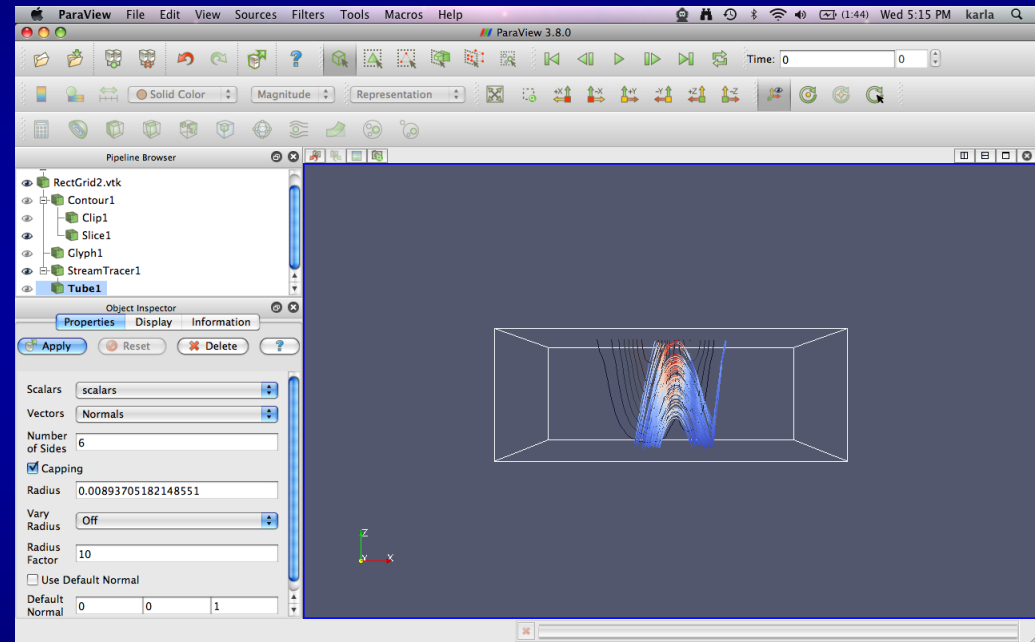 ParaView File Edit View Sources Filters Tools Macros Help (1:44) Wed 5:15 PM karla
ParaView 3.8.0
Time: 0 0
Solid Color Magnitude Representation +X -X +Y -Y +Z -Z
Pipeline Browser
RectGrid2.vtk
Contour1
Clip1
Slice1
Glyph1
StreamTracer1
Tube1
Object Inspector
Properties Display Information
Apply Reset Delete ?
Scalars scalars
Vectors Normals
Number
of Sides 6
Capping
Radius 0.00893705182148551
Vary
Radius Off
Radius
Factor 10
Use Default Normal
Default
Normal 0 0 1
Z
Y X